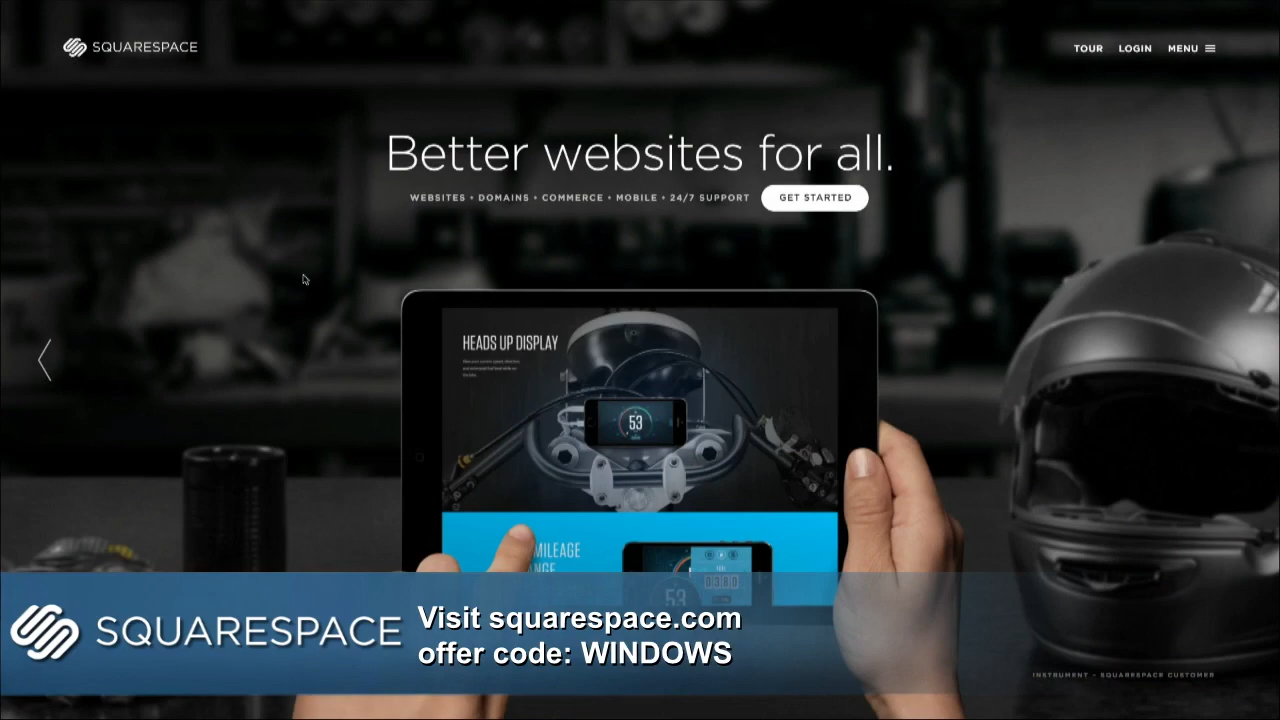 SQUARESPACE
TOUR LOGIN MENU
Better websites for all.
WEBSITES • DOMAINS • COMMERCE • MOBILE • 24/7 SUPPORT GET STARTED
HEADS UP DISPLAY
53
MILEAGE
53
SQUARESPACE
Visit squarespace.com
offer code: WINDOWS
INSTRUMENT - SQUARESPACE CUSTOMER